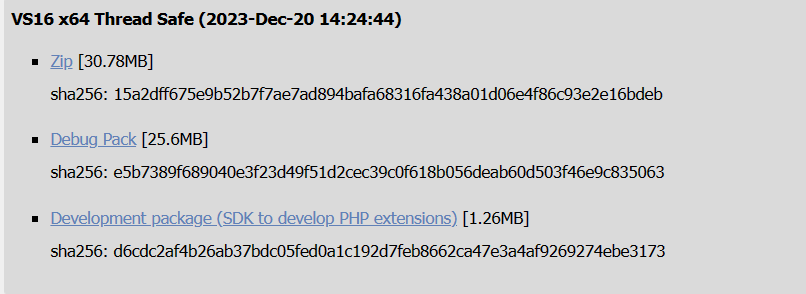 VS16 x64 Thread Safe (2023-Dec-20 14:24:44)
Zip [30.78MB]
sha256: 15a2dff675e9b52b7f7ae7ad894bafa68316fa438a01d06e4f86c93e2e16bdeb
Debug Pack [25.6MB]
sha256: e5b7389f689040e3f23d49f51d2cec39c0f618b056deab60d503f46e9c835063
Development package (SDK to develop PHP extensions) [1.26MB]
sha256: d6cdc2af4b26ab37bdc05fed0a1c192d7feb8662ca47e3a4af9269274ebe3173